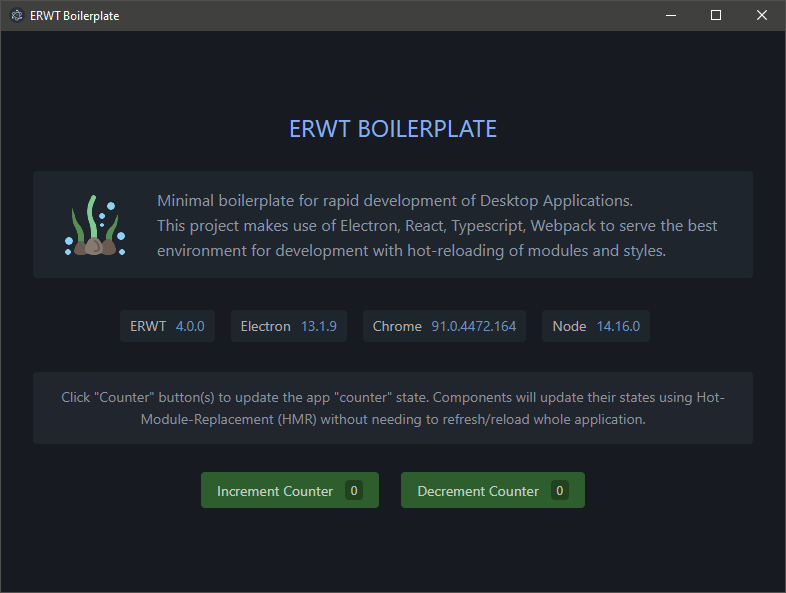 ERWT Boilerplate
ERWT BOILERPLATE
Minimal boilerplate for rapid development of Desktop Applications.
This project makes use of Electron, React, Typescript, Webpack to serve the best
environment for development with hot-reloading of modules and styles.
ERWT 4.0.0 Electron 13.1.9 Chrome 91.0.4472.164 Node 14.16.0
Click "Counter" button(s) to update the app "counter" state. Components will update their states using Hot-
Module-Replacement (HMR) without needing to refresh/reload whole application.
Increment Counter 0 Decrement Counter 0